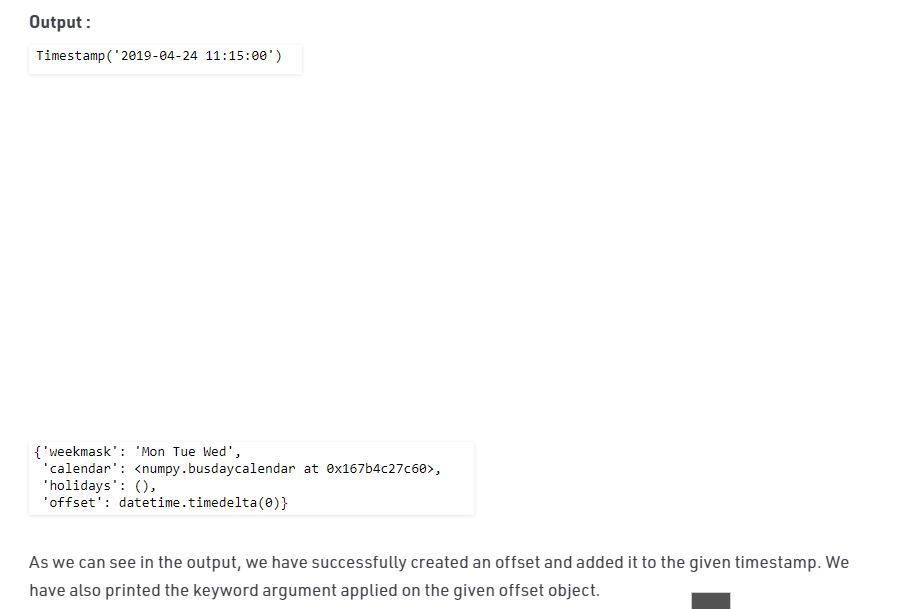 Output :
Timestamp('2019-04-24 11:15:00')
{'weekmask': 'Mon Tue Wed',
'calendar': <numpy.busdaycalendar at 0x167b4c27c60>,
'holidays': (),
'offset': datetime.timedelta(0)}
As we can see in the output, we have successfully created an offset and added it to the given timestamp. We
have also printed the keyword argument applied on the given offset object.